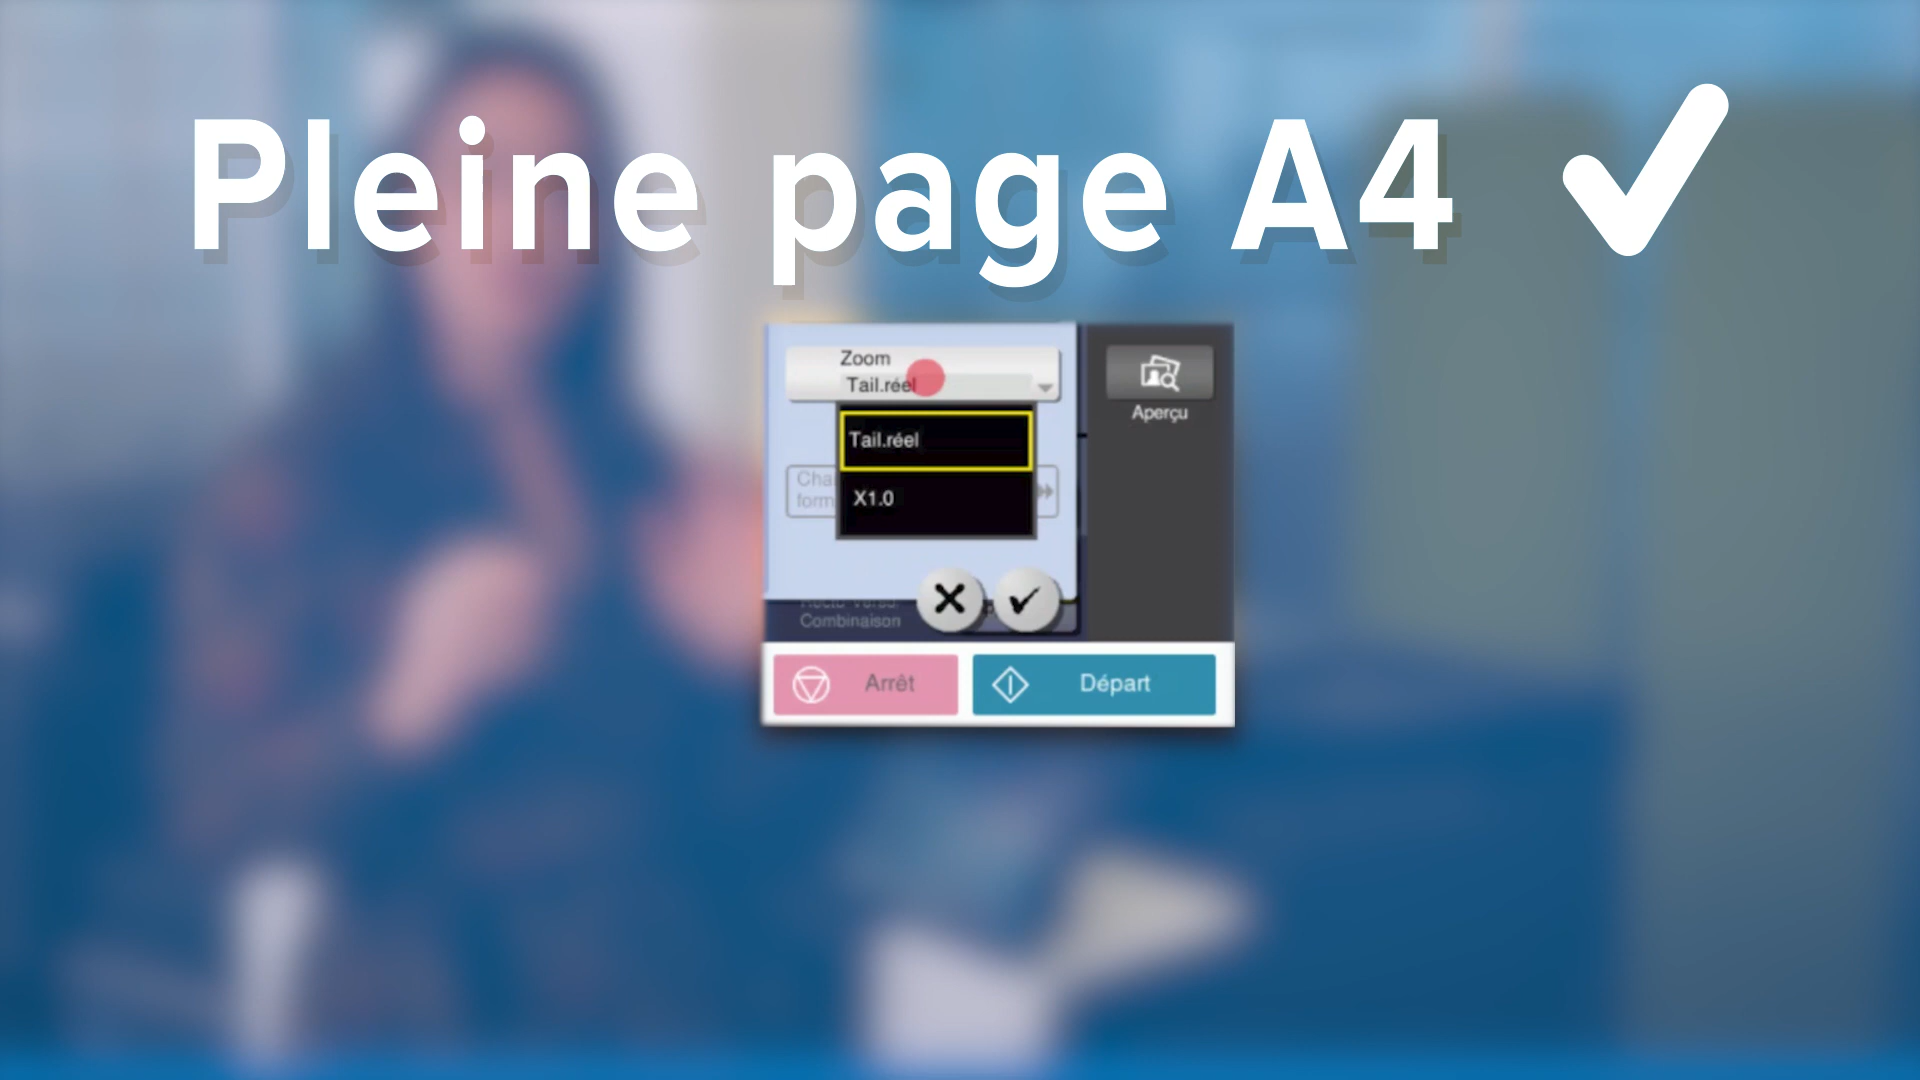 Pleine page A4
Zoom
Tail.réel
Tail.réel
X1.0
Aperçu
Combinaison
Arrêt
Départ